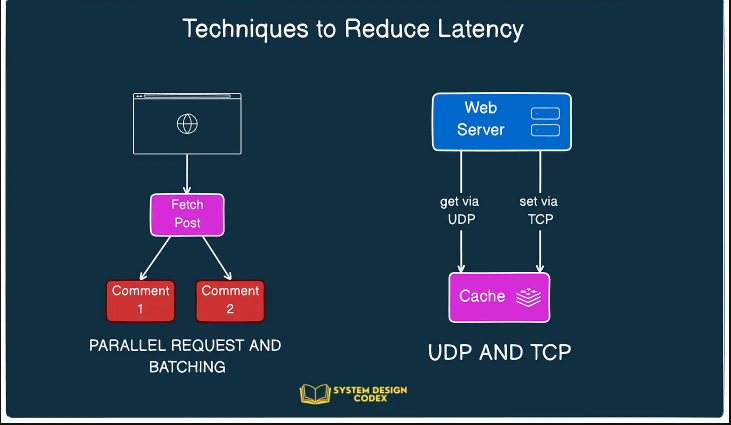 Techniques to Reduce Latency
Fetch
Post
Comment
1
Comment
2
PARALLEL REQUEST AND
BATCHING
Web
Server
get via
UDP
set via
TCP
Cache
UDP AND TCP
SYSTEM DESIGN
CODEX